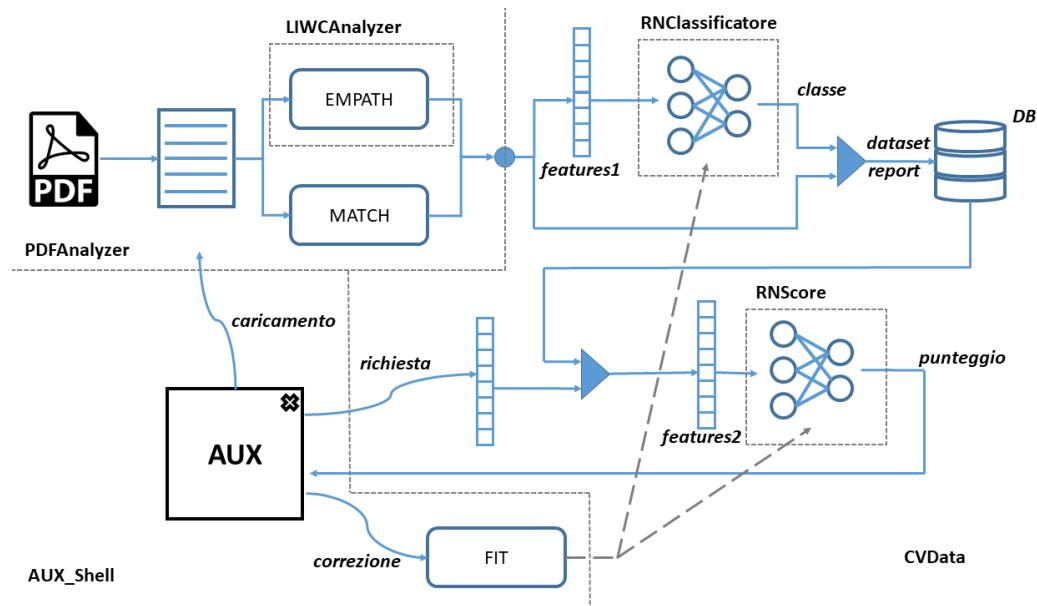 LIWCAnalyzer
RNClassificatore
EMPATH
classe
DB
PDF
features1
dataset
report
MATCH
PDFAnalyzer
RNScore
caricamento
richiesta
punteggio
features2
AUX
correzione
FIT
AUX_Shell
CVData